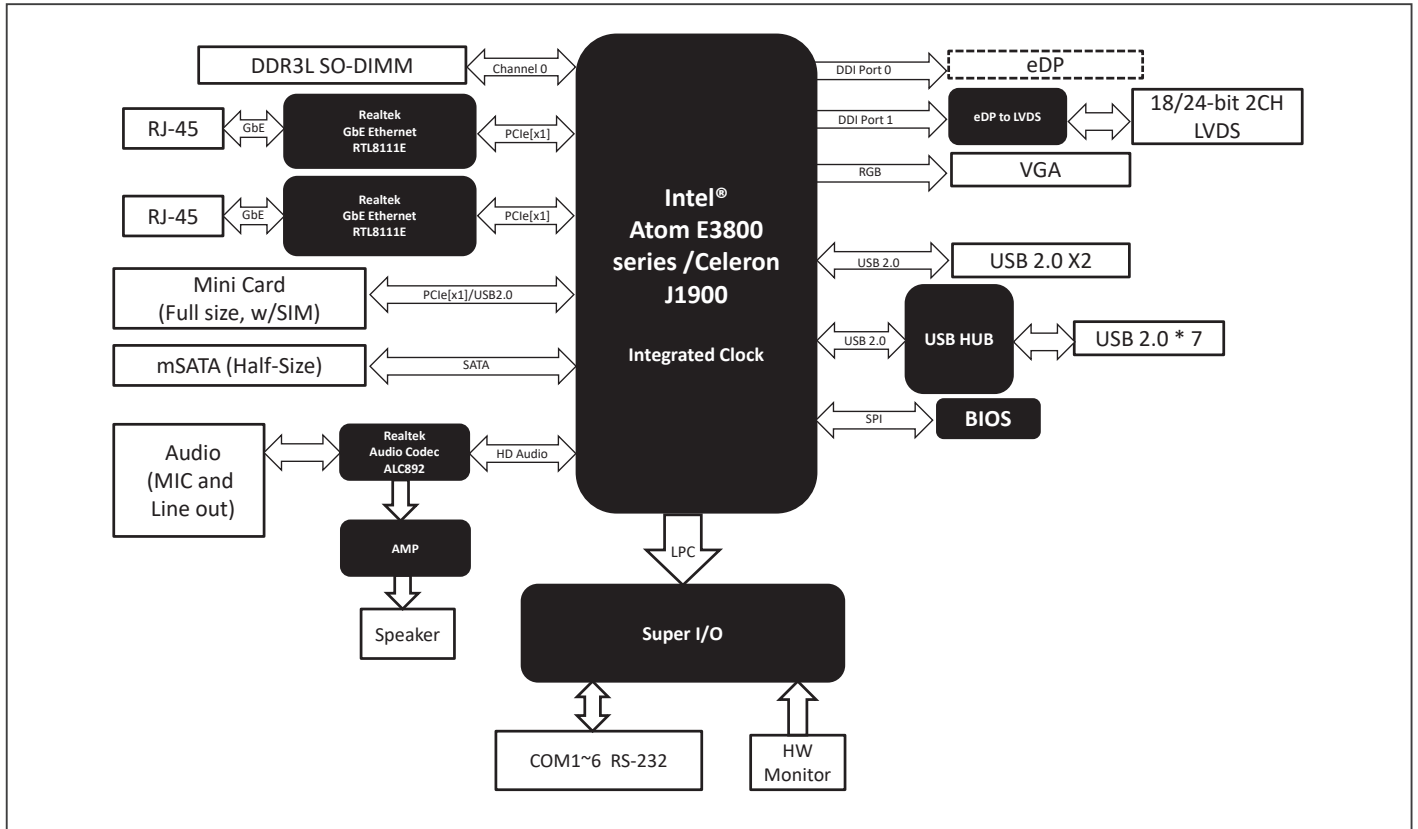 DDR3L SO-DIMM
Channel 0
RJ-45
GbE
Realtek
GbE Ethernet
RTL8111E
PCIe[x1]
RJ-45
GbE
Realtek
GbE Ethernet
RTL8111E
PCIe[x1]
Mini Card
(Full size, w/SIM)
PCIe[x1]/USB2.0
mSATA (Half-Size)
SATA
Audio
(MIC and
Line out)
Realtek
Audio Codec
ALC892
HD Audio
AMP
Speaker
Intel®
Atom E3800
series /Celeron
J1900
Integrated Clock
DDI Port 0
eDP
DDI Port 1
eDP to LVDS
18/24-bit 2CH
LVDS
RGB
VGA
USB 2.0
USB 2.0 X2
USB 2.0
USB HUB
USB 2.0 * 7
SPI
BIOS
LPC
Super I/O
COM1~6 RS-232
HW
Monitor